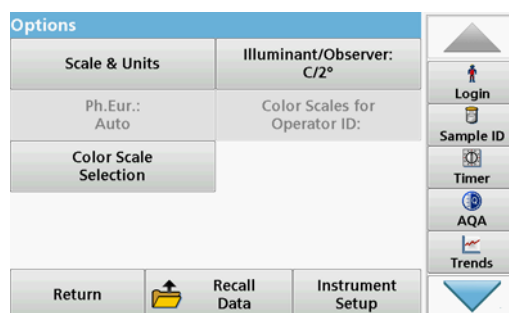 Options
Scale & Units
Illuminant/Observer:
C/2°
Ph.Eur.:
Auto
Color Scales for
Operator ID:
Color Scale
Selection
Return
Recall
Data
Instrument
Setup
Login
Sample ID
Timer
AQA
Trends